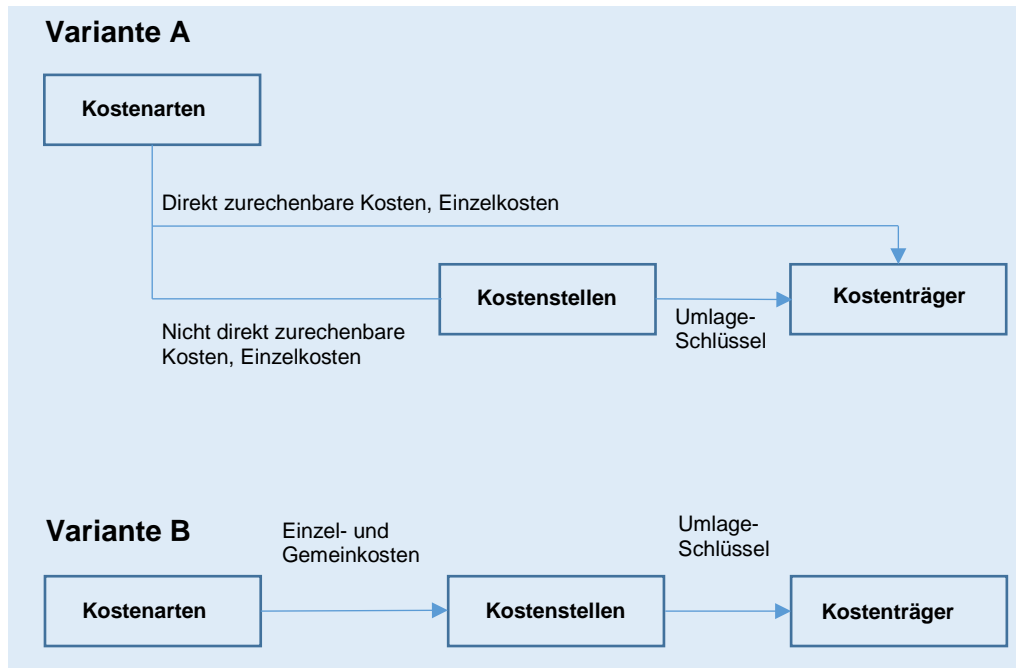 Variante A
Kostenarten
Direkt zurechenbare Kosten, Einzelkosten
Kostenstellen
Kostenträger
Umlage-
Schlüssel
Nicht direkt zurechenbare
Kosten, Einzelkosten
Variante B
Einzel- und
Gemeinkosten
Umlage-
Schlüssel
Kostenarten
Kostenstellen
Kostenträger